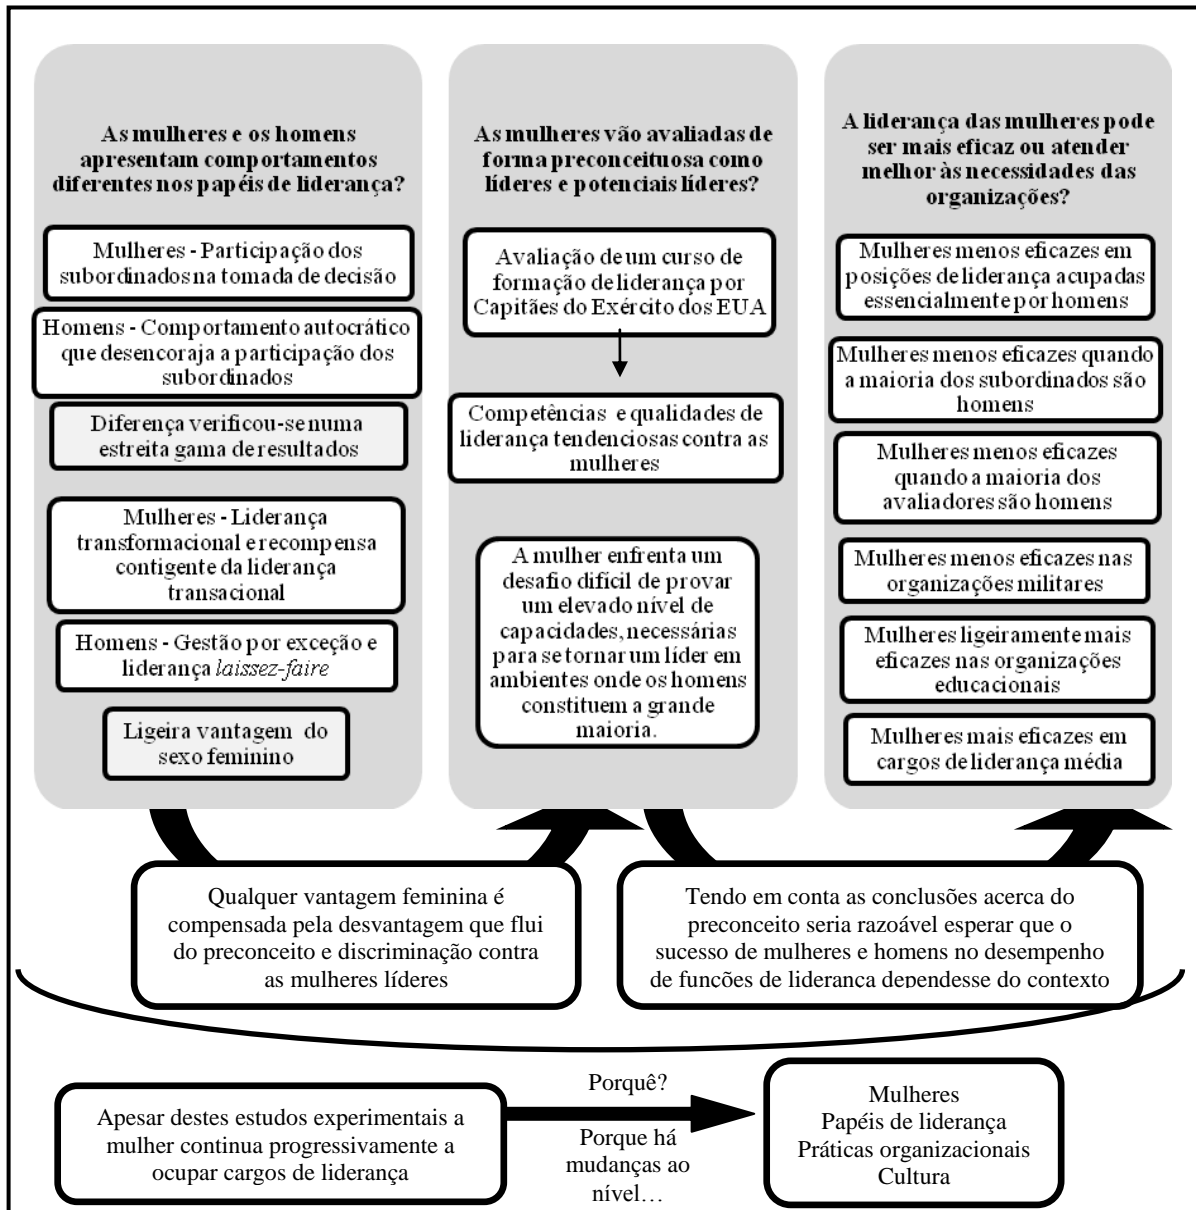 As mulheres e os homens
apresentam comportamentos
diferentes nos papéis de liderança?
Mulheres - Participação dos
subordinados na tomada de decisão
Homens - Comportamento autocrático
que desencoraja a participação dos
subordinados
Diferença verificou-se numa
estreita gama de resultados
Mulheres - Liderança
transformacional e recompensa
contigente da liderança
transacional
Homens - Gestão por exceção e
liderança laissez-faire
Ligeira vantagem do
sexo feminino
As mulheres vão avaliadas de
forma preconceituosa como
líderes e potenciais líderes?
Avaliação de um curso de
formação de liderança por
Capitães do Exército dos EUA
Competências e qualidades de
liderança tendenciosas contra as
mulheres
A mulher enfrenta um
desafio difícil de provar
um elevado nível de
capacidades, necessárias
para se tornar um líder em
ambientes onde os homens
constituem a grande
maioria.
A liderança das mulheres pode
ser mais eficaz ou atender
melhor às necessidades das
organizações?
Mulheres menos eficazes em
posições de liderança acupadas
essencialmente por homens
Mulheres menos eficazes quando
a maioria dos subordinados são
homens
Mulheres menos eficazes
quando a maioria dos
avaliadores são homens
Mulheres menos eficazes nas
organizações militares
Mulheres ligeiramente mais
eficazes nas organizações
educacionais
Mulheres mais eficazes em
cargos de liderança média
Qualquer vantagem feminina é
compensada pela desvantagem que flui
do preconceito e discriminação contra
as mulheres líderes
Tendo em conta as conclusões acerca do
preconceito seria razoável esperar que o
sucesso de mulheres e homens no desempenho
de funções de liderança dependesse do contexto
Apesar destes estudos experimentais a
mulher continua progressivamente a
ocupar cargos de liderança
Porquê?
Porque há
mudanças ao
nível…
Mulheres
Papéis de liderança
Práticas organizacionais
Cultura